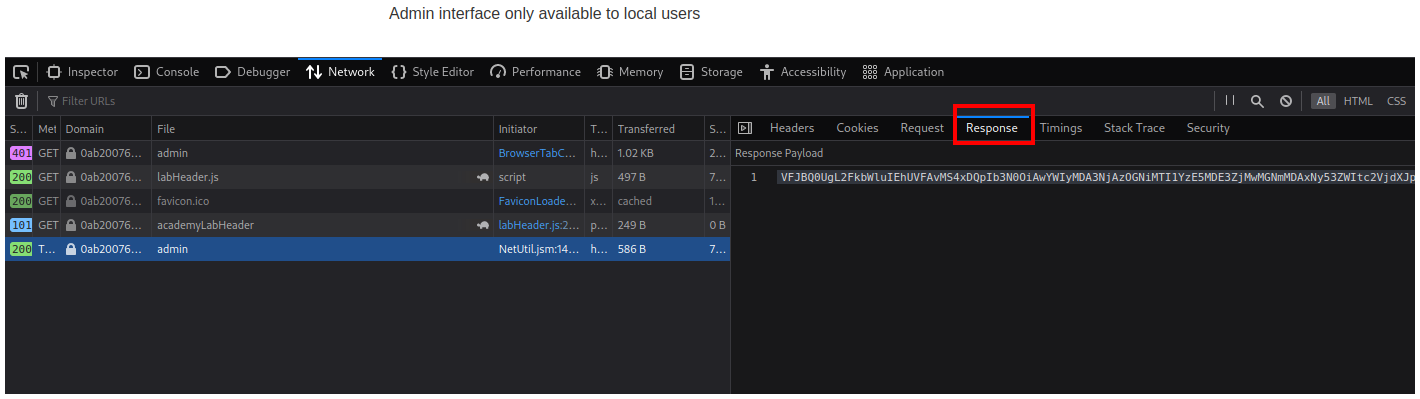 Admin interface only available to local users
Inspector Console Debugger Network Style Editor Performance Memory Storage Accessibility Application
Filter URLs All HTML CSS
S... Met Domain File Initiator T... Transferred S... Headers Cookies Request Response Timings Stack Trace Security
401 GET 0ab20076... admin BrowserTabC... h... 1.02 KB 2... Response Payload
200 GET 0ab20076... labHeader.js script js 497 B 7... 1 VFJBQ0UgL2FkbWluIEhUVFAvMS4xDQpIb3N0OiAwYWIyMDA3NjAzOGNiMTI1YzE5MDE3ZjMwMGNmMDAxNy53ZWItc2VjdXJp
200 GET 0ab20076... favicon.ico FaviconLoade... x... cached 1...
101 GET 0ab20076... academyLabHeader labHeader.js:2... p... 249 B 0 B
200 T... 0ab20076... admin NetUtil.jsm:14... h... 586 B 7...